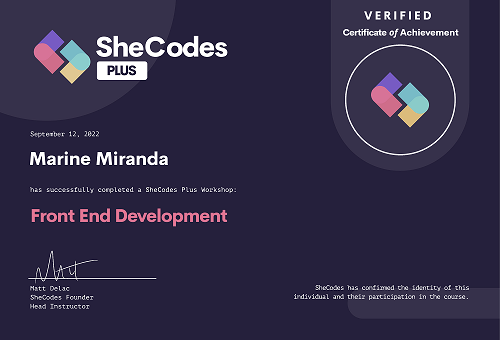 SheCodes
PLUS
VERIFIED
Certificate of Achievement
September 12, 2022
Marine Miranda
has successfully completed a SheCodes Plus Workshop:
Front End Development
Matt Delac
SheCodes Founder
Head Instructor
SheCodes has confirmed the identity of this
individual and their participation in the course.